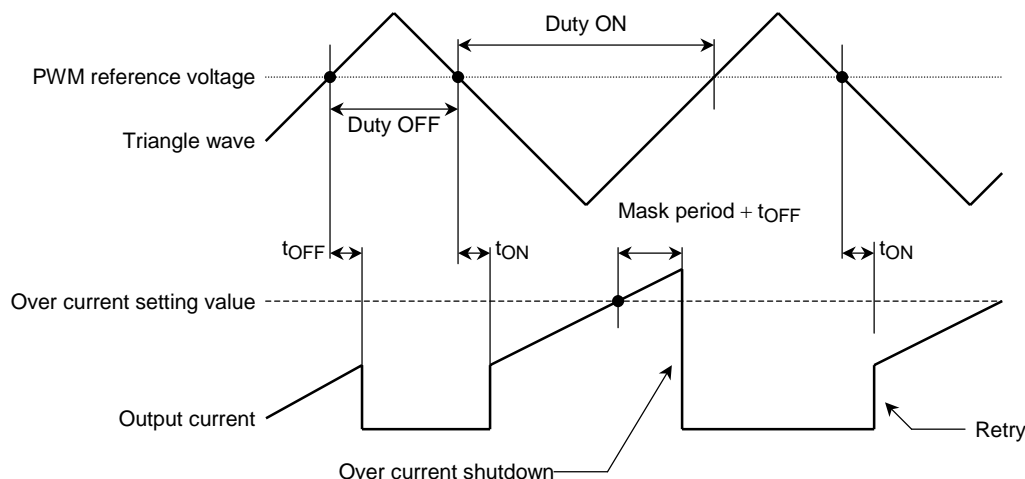 Duty ON
PWM reference voltage
Duty OFF
Triangle wave
Mask period + tOFF
tOFF
tON
tON
Over current setting value
Output current
Retry
Over current shutdown